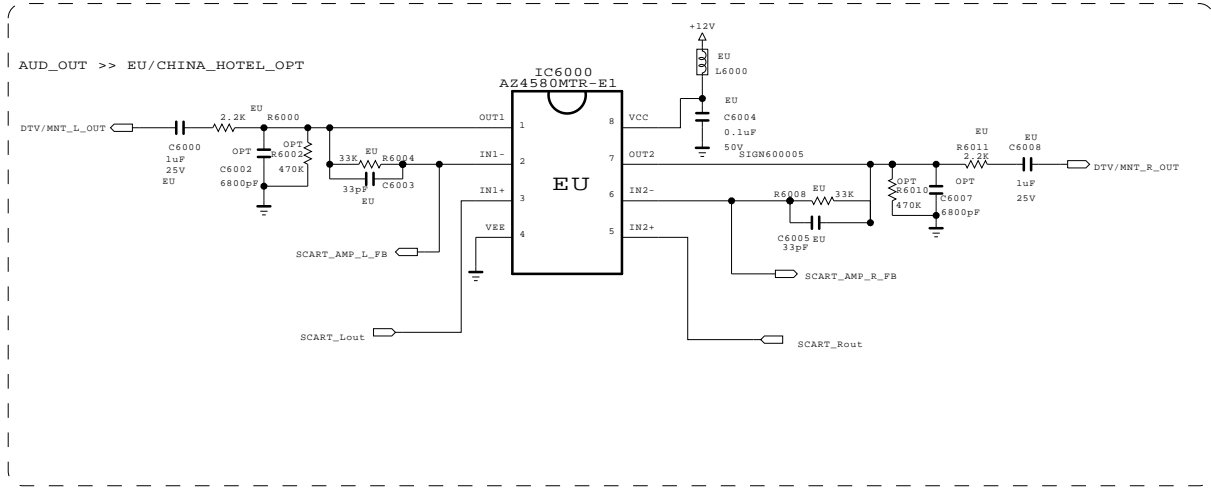 +12V
AUD_OUT >> EU/CHINA_HOTEL_OPT
EU
L6000
IC6000
AZ4580MTR-E1
EU
C6004
0.1uF
50V
EU
2.2K
R6000
DTV/MNT_L_OUT
C6000
1uF
25V
EU
OPT
C6002
6800pF
OPT
R6002
470K
EU
33K
R6004
33pF
C6003
EU
OUT1
1
IN1-
2
IN1+
3
VEE
4
EU
8
VCC
7
OUT2
6
IN2-
5
IN2+
SIGN600005
EU
R6008
33K
C6005
EU
33pF
OPT
R6010
470K
OPT
C6007
6800pF
EU
R6011
2.2K
EU
C6008
1uF
25V
DTV/MNT_R_OUT
SCART_AMP_L_FB
SCART_AMP_R_FB
SCART_Lout
SCART_Rout